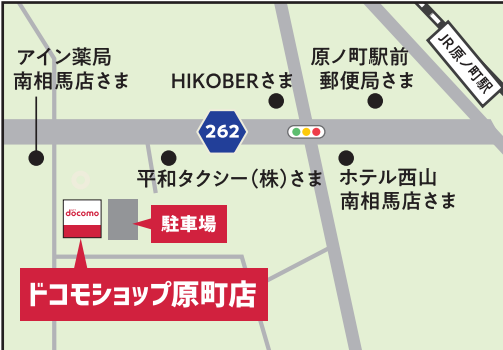 アイン薬局
南相馬店さま
HIKOBERさま
原ノ町駅前
郵便局さま
JR原ノ町駅
262
平和タクシー(株)さま
ホテル西山
南相馬店さま
döcomo
駐車場
ドコモショップ原町店